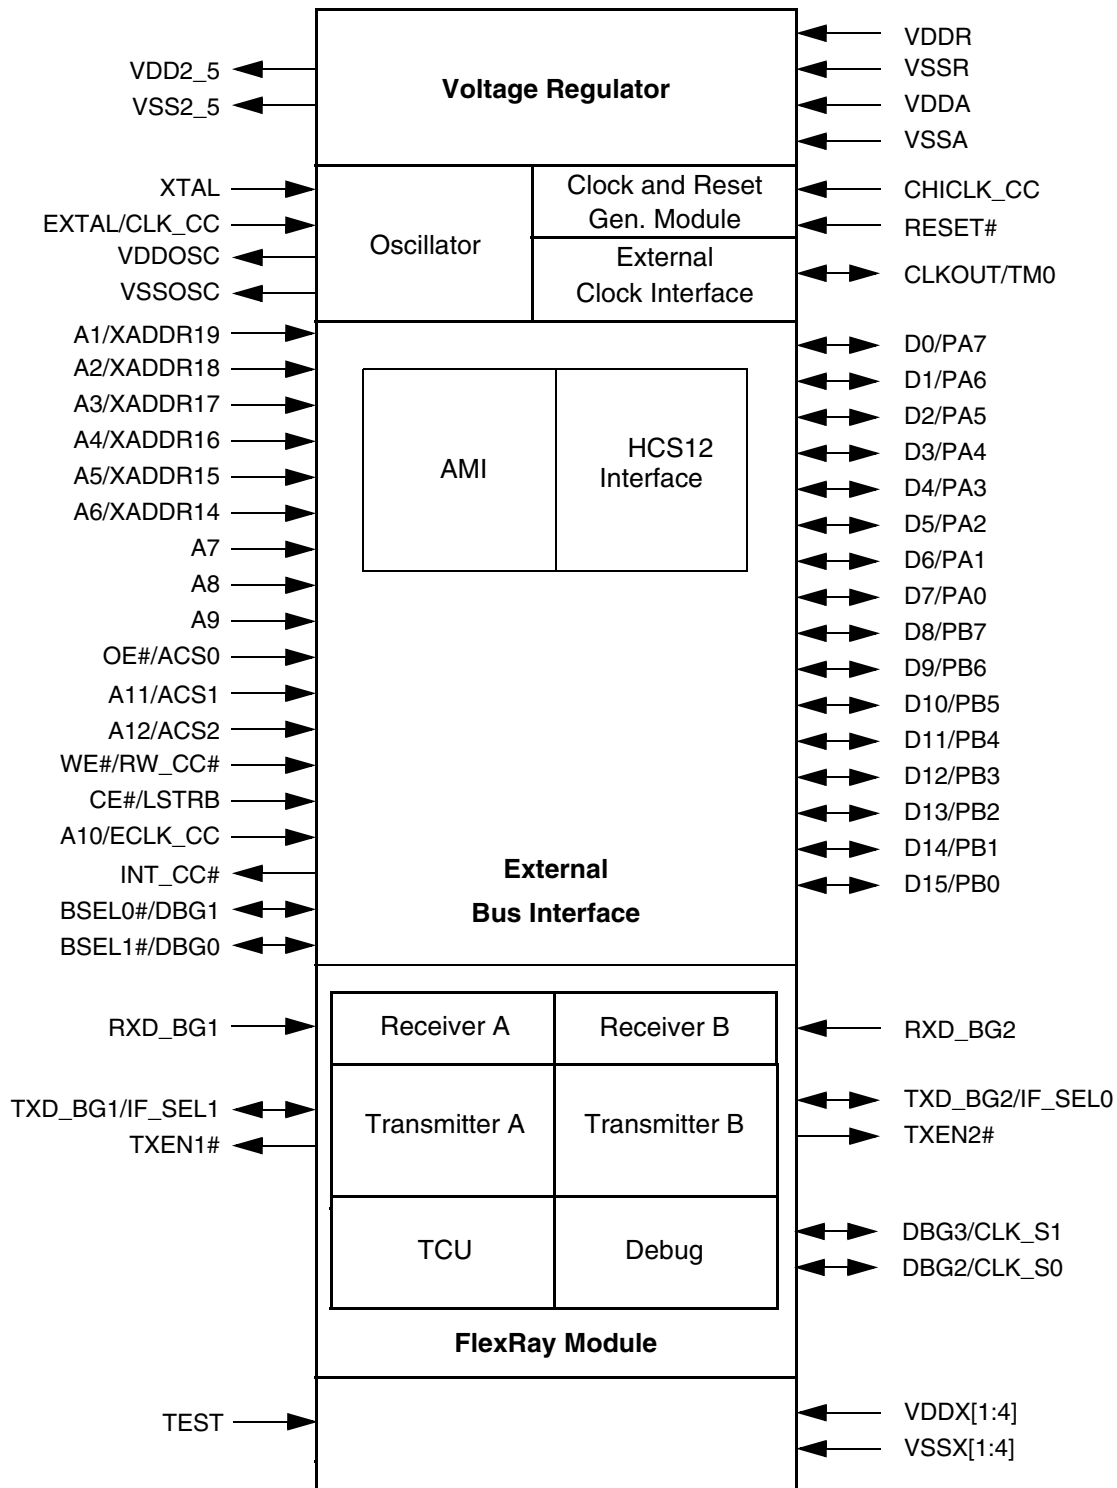 VDDR
VDD2_5
VSSR
Voltage Regulator
VSS2_5
VDDA
VSSA
XTAL
Clock and Reset
Gen. Module
CHICLK_CC
EXTAL/CLK_CC
RESET#
Oscillator
VDDOSC
External
Clock Interface
CLKOUT/TM0
VSSOSC
A1/XADDR19
A2/XADDR18
A3/XADDR17
A4/XADDR16
A5/XADDR15
A6/XADDR14
A7
A8
A9
OE#/ACS0
A11/ACS1
A12/ACS2
WE#/RW_CC#
CE#/LSTRB
A10/ECLK_CC
INT_CC#
BSEL0#/DBG1
BSEL1#/DBG0
AMI
HCS12
Interface
External
Bus Interface
D0/PA7
D1/PA6
D2/PA5
D3/PA4
D4/PA3
D5/PA2
D6/PA1
D7/PA0
D8/PB7
D9/PB6
D10/PB5
D11/PB4
D12/PB3
D13/PB2
D14/PB1
D15/PB0
RXD_BG1
Receiver A
Receiver B
RXD_BG2
TXD_BG1/IF_SEL1
TXEN1#
Transmitter A
Transmitter B
TXD_BG2/IF_SEL0
TXEN2#
TCU
Debug
DBG3/CLK_S1
DBG2/CLK_S0
FlexRay Module
TEST
VDDX[1:4]
VSSX[1:4]